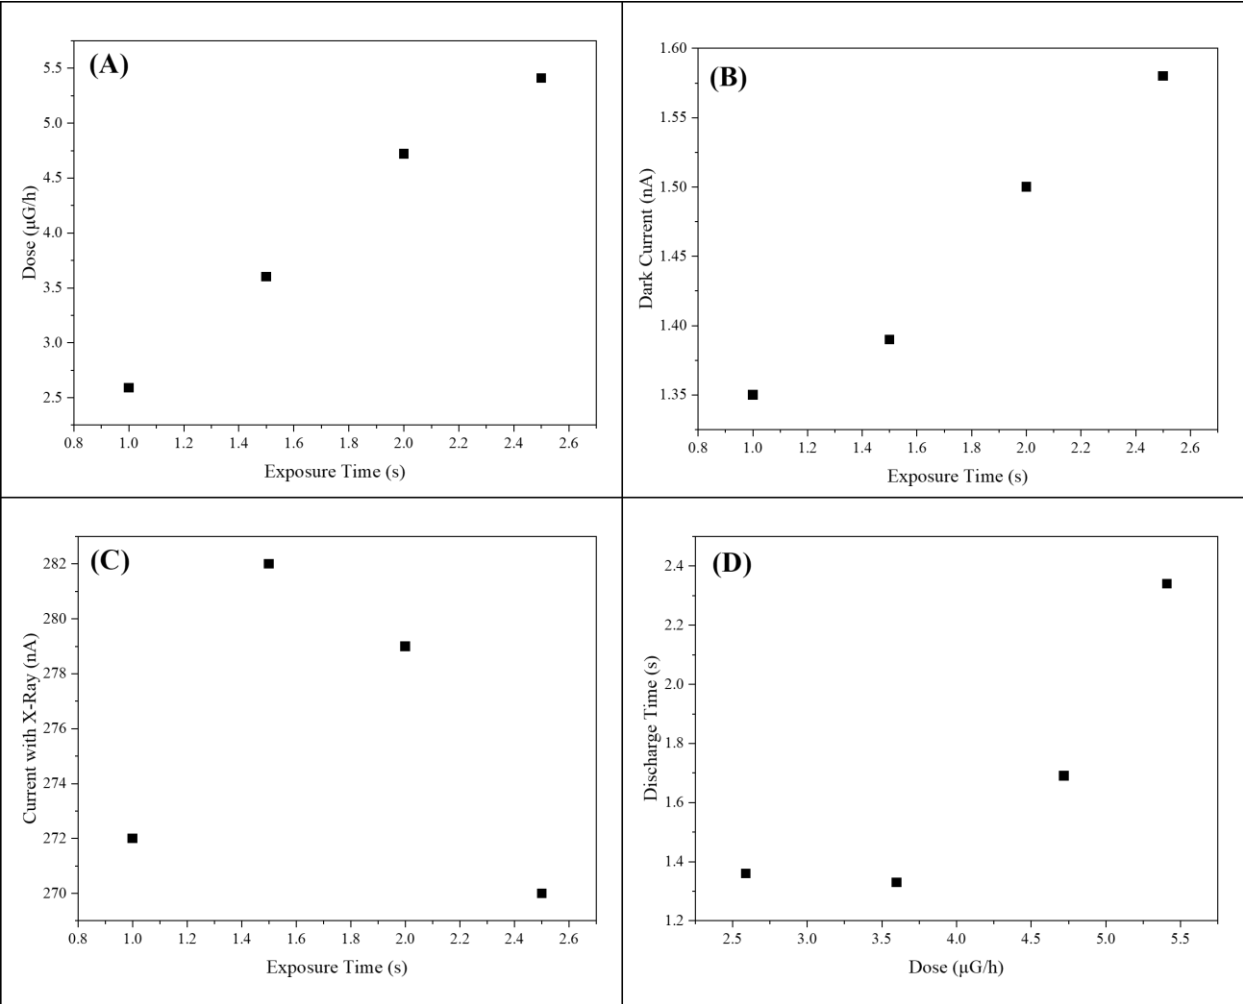 (A)
5.5
5.0
4.5
4.0
3.5
3.0
2.5
Dose (μG/h)
0.8 1.0 1.2 1.4 1.6 1.8 2.0 2.2 2.4 2.6
Exposure Time (s)
(B)
1.60
1.55
1.50
1.45
1.40
1.35
Dark Current (nA)
0.8 1.0 1.2 1.4 1.6 1.8 2.0 2.2 2.4 2.6
Exposure Time (s)
(C)
282
280
278
276
274
272
270
Current with X-Ray (nA)
0.8 1.0 1.2 1.4 1.6 1.8 2.0 2.2 2.4 2.6
Exposure Time (s)
(D)
2.4
2.2
2.0
1.8
1.6
1.4
1.2
Discharge Time (s)
2.5 3.0 3.5 4.0 4.5 5.0 5.5
Dose (μG/h)